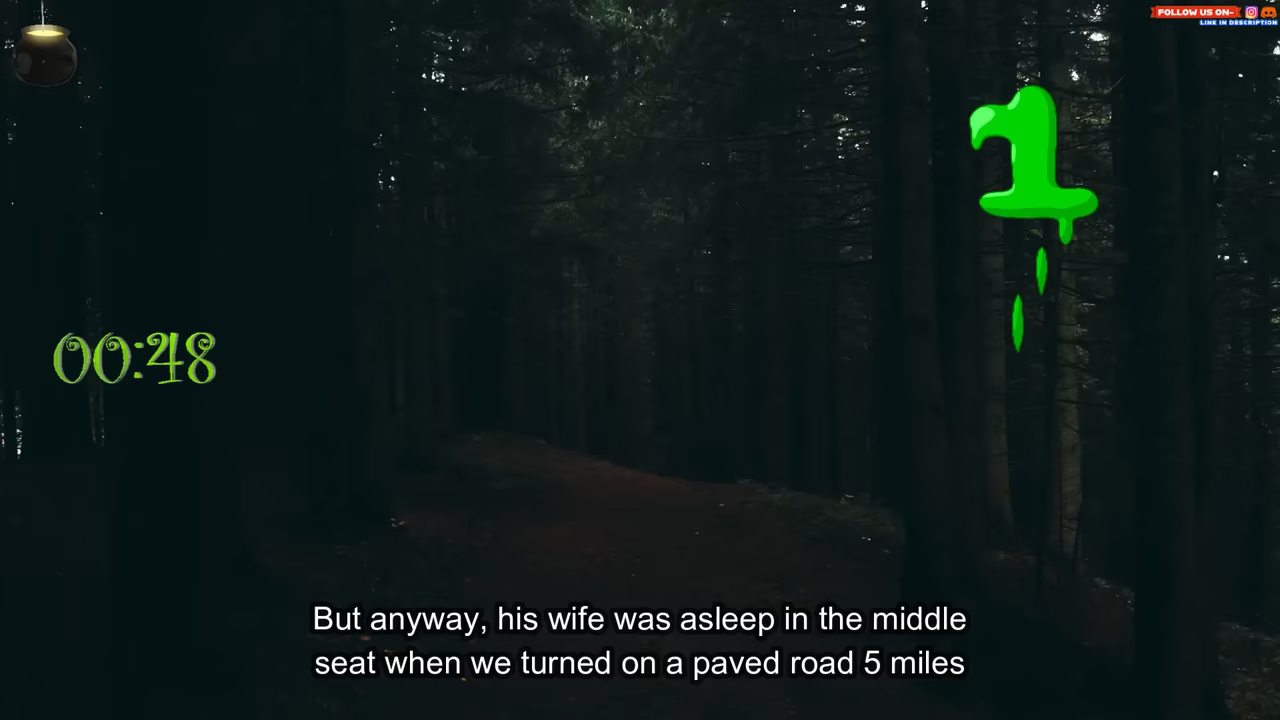 FOLLOW US ON-
LINK IN DESCRIPTION
1
00:48
But anyway, his wife was asleep in the middle
seat when we turned on a paved road 5 miles